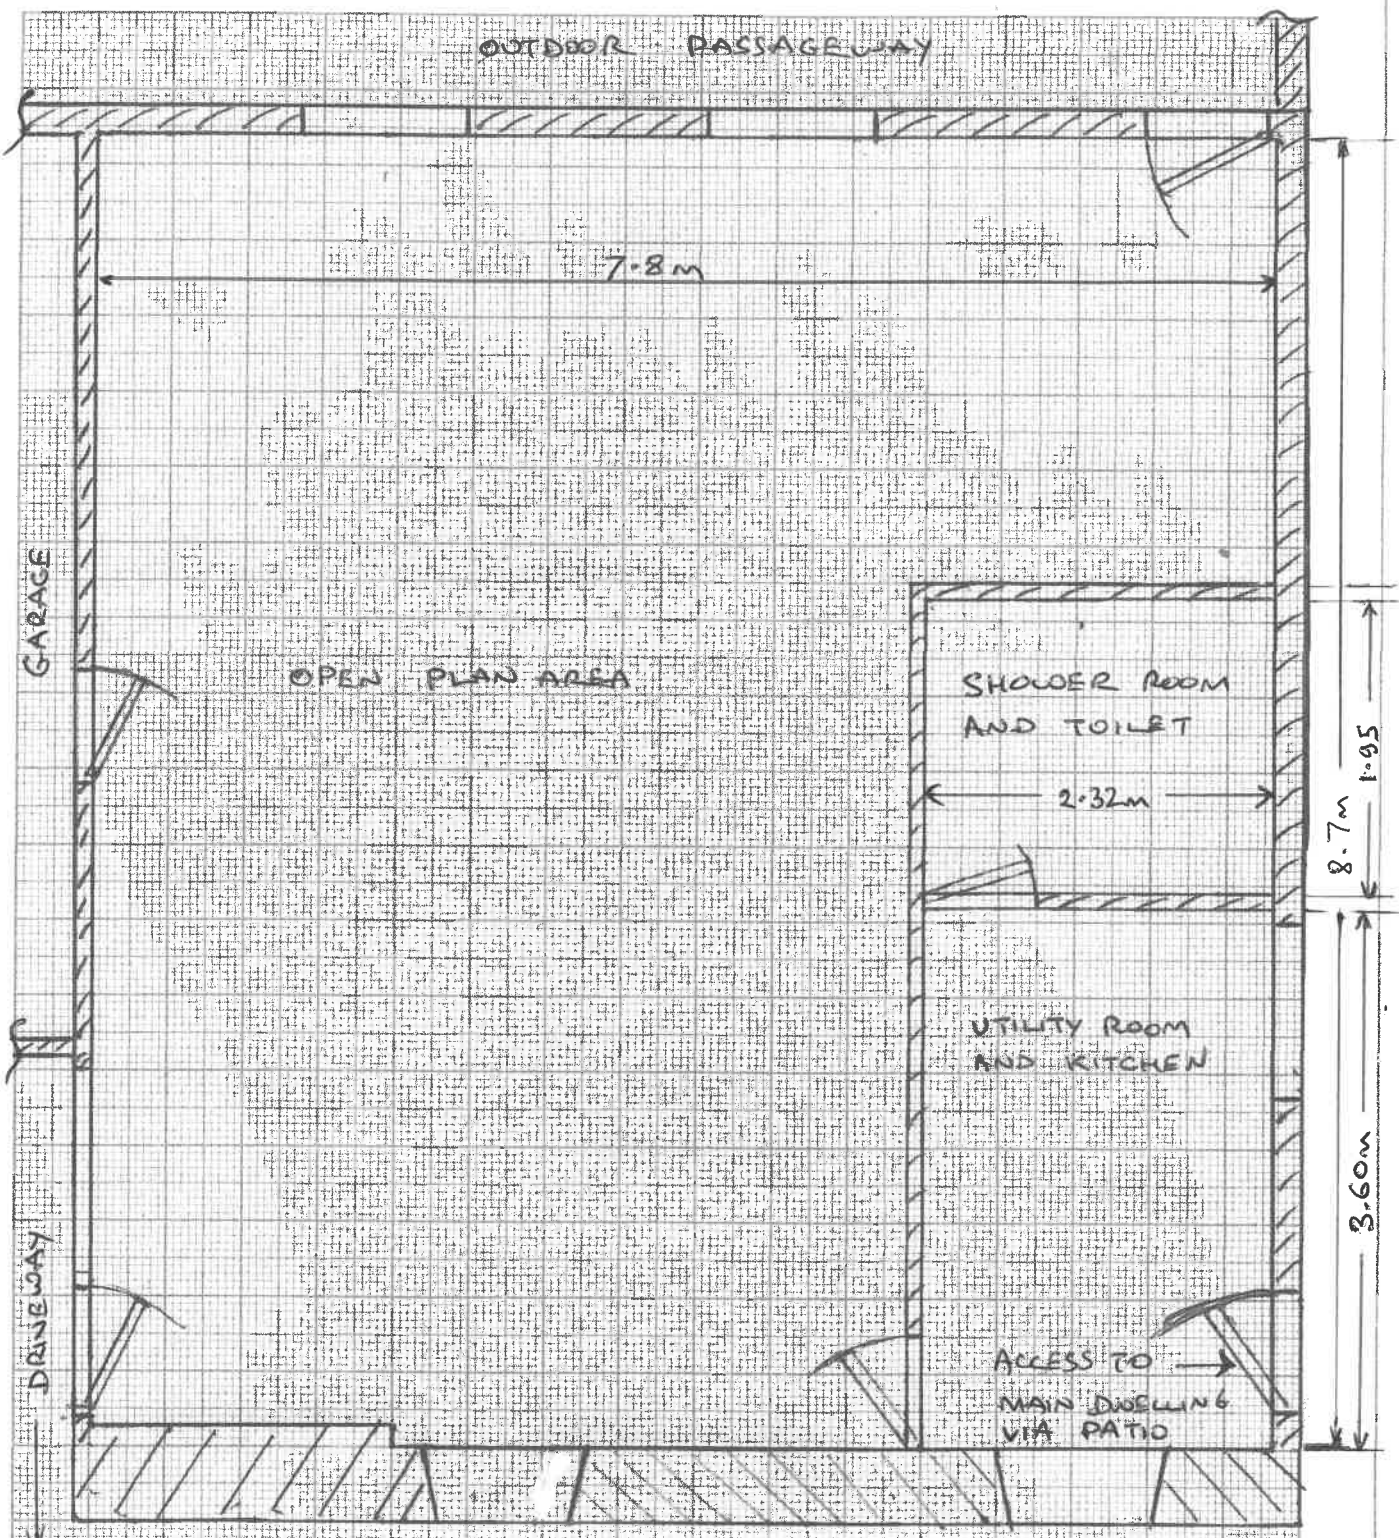 OUTDOOR PASSAGEWAY
7.8m
GARAGE
OPEN PLAN AREA
SHOWER ROOM
AND TOILET
2.32m
8.7m
1.95
UTILITY ROOM
AND KITCHEN
3.60m
DRIVEWAY
ACCESS TO
MAIN DWELLING
VIA PATIO